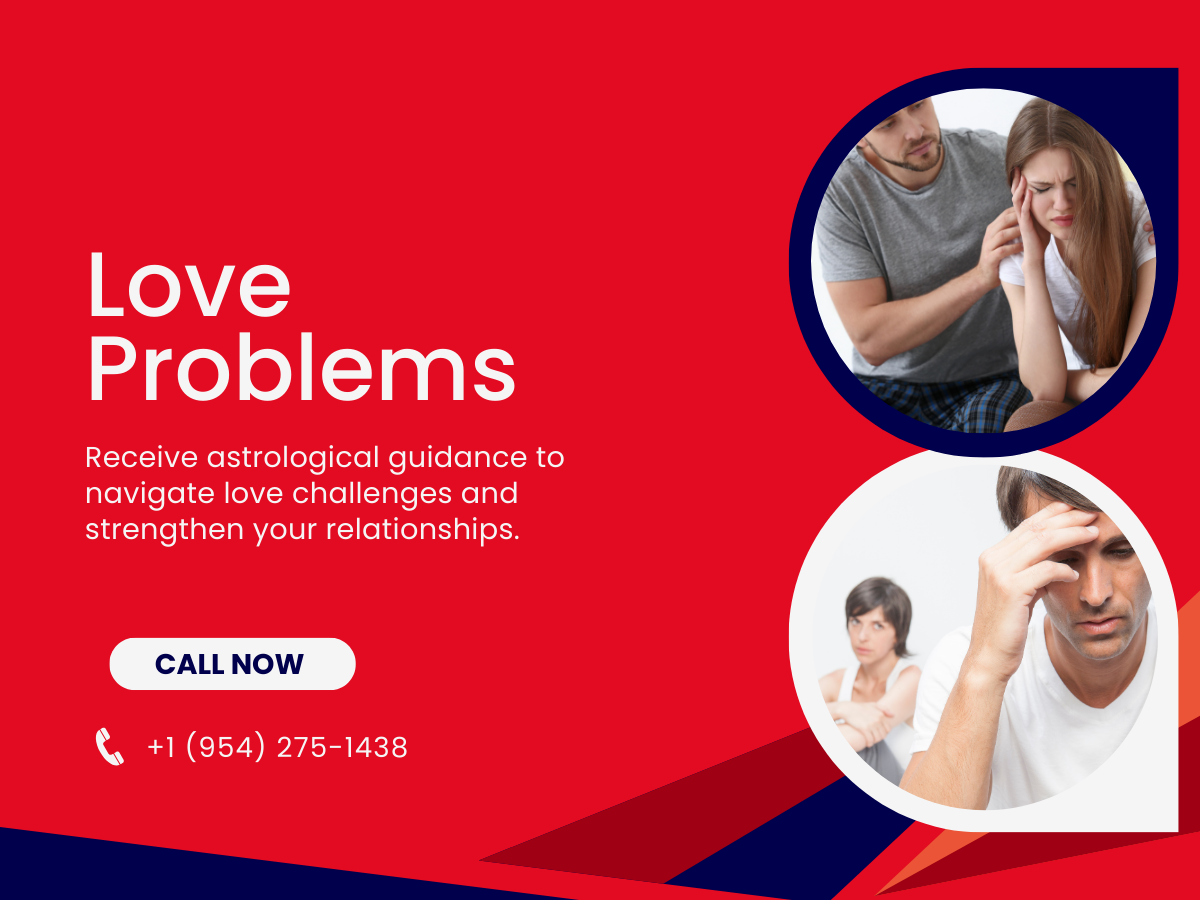 Love
Problems
Receive astrological guidance to
navigate love challenges and
strengthen your relationships.
CALL NOW
+1 (954) 275-1438